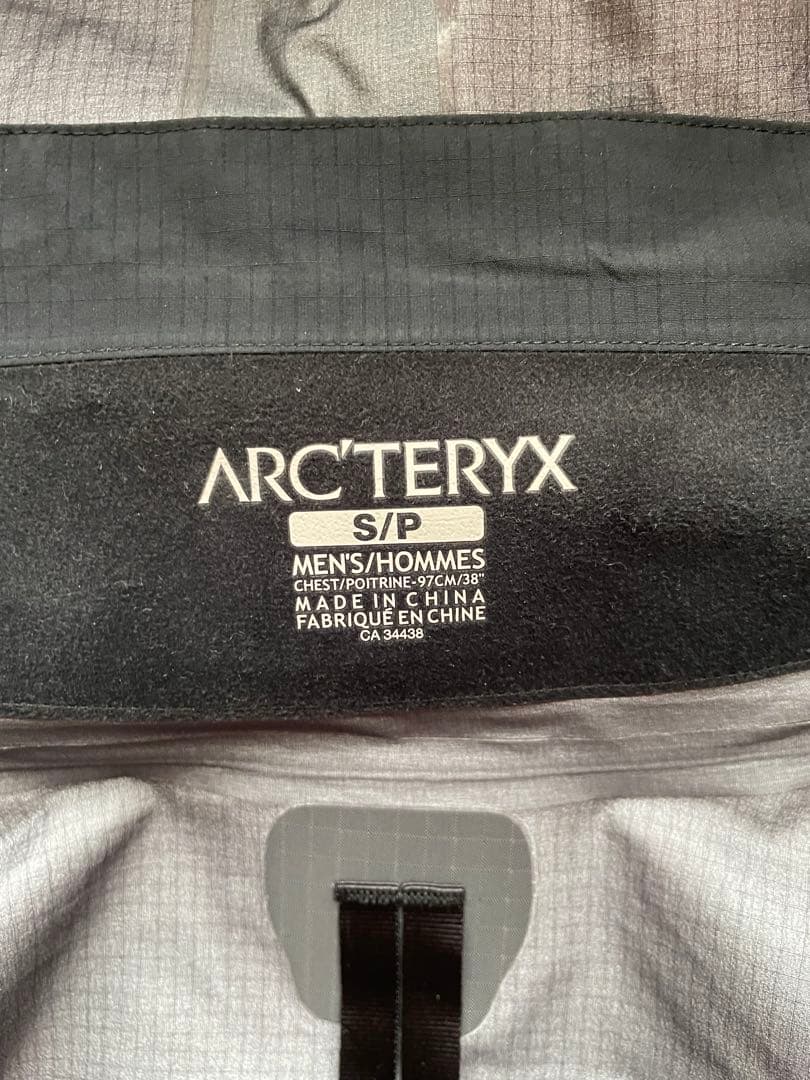 ARC'TERYX
S/P
MEN'S/HOMMES
CHEST/POITRINE-97CM/38"
MADE IN CHINA
FABRIQUÉ EN CHINE
CA 34438